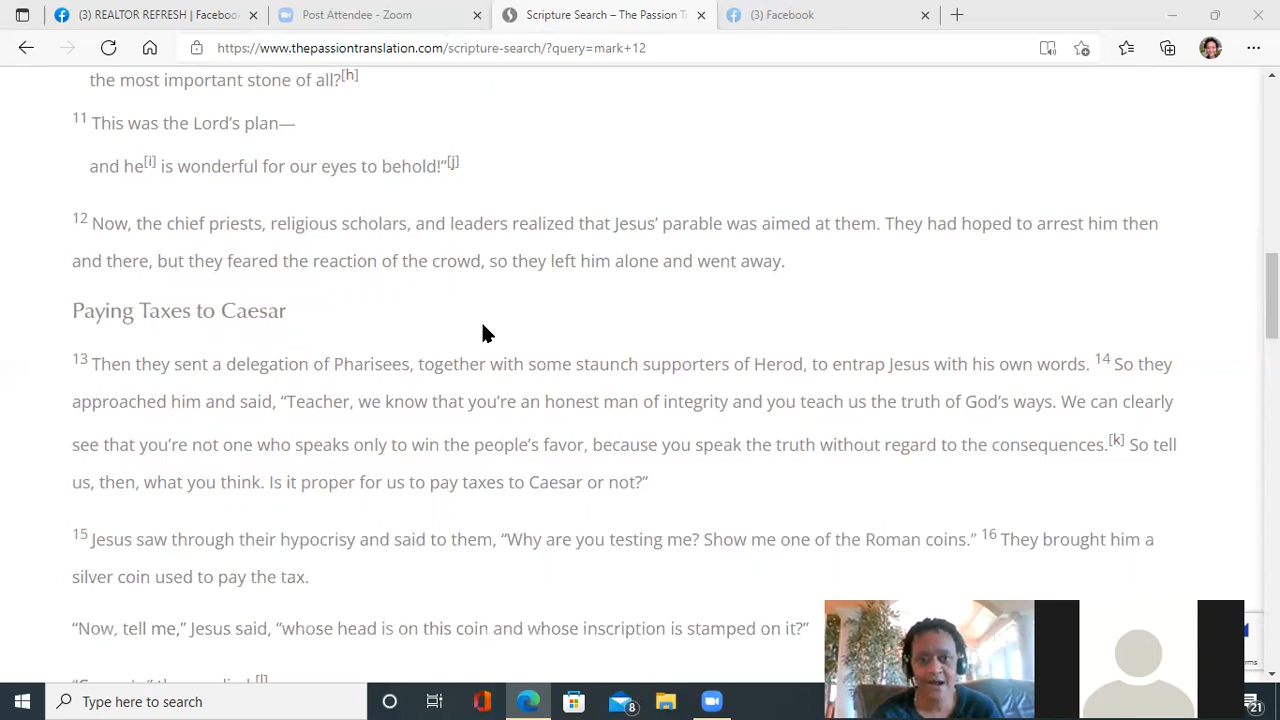 (3) REALTOR REFRESH | Facebook
Post Attendee - Zoom
Scripture Search – The Passion T
(3) Facebook
https://www.thepassiontranslation.com/scripture-search/?query=mark+12
the most important stone of all?[h]
11 This was the Lord’s plan—
and he[i] is wonderful for our eyes to behold!”[j]
12 Now, the chief priests, religious scholars, and leaders realized that Jesus’ parable was aimed at them. They had hoped to arrest him then
and there, but they feared the reaction of the crowd, so they left him alone and went away.
Paying Taxes to Caesar
13 Then they sent a delegation of Pharisees, together with some staunch supporters of Herod, to entrap Jesus with his own words. 14 So they
approached him and said, “Teacher, we know that you’re an honest man of integrity and you teach us the truth of God’s ways. We can clearly
see that you’re not one who speaks only to win the people’s favor, because you speak the truth without regard to the consequences.[k] So tell
us, then, what you think. Is it proper for us to pay taxes to Caesar or not?”
15 Jesus saw through their hypocrisy and said to them, “Why are you testing me? Show me one of the Roman coins.” 16 They brought him a
silver coin used to pay the tax.
“Now, tell me,” Jesus said, “whose head is on this coin and whose inscription is stamped on it?”
[l]
Type here to search
8
21